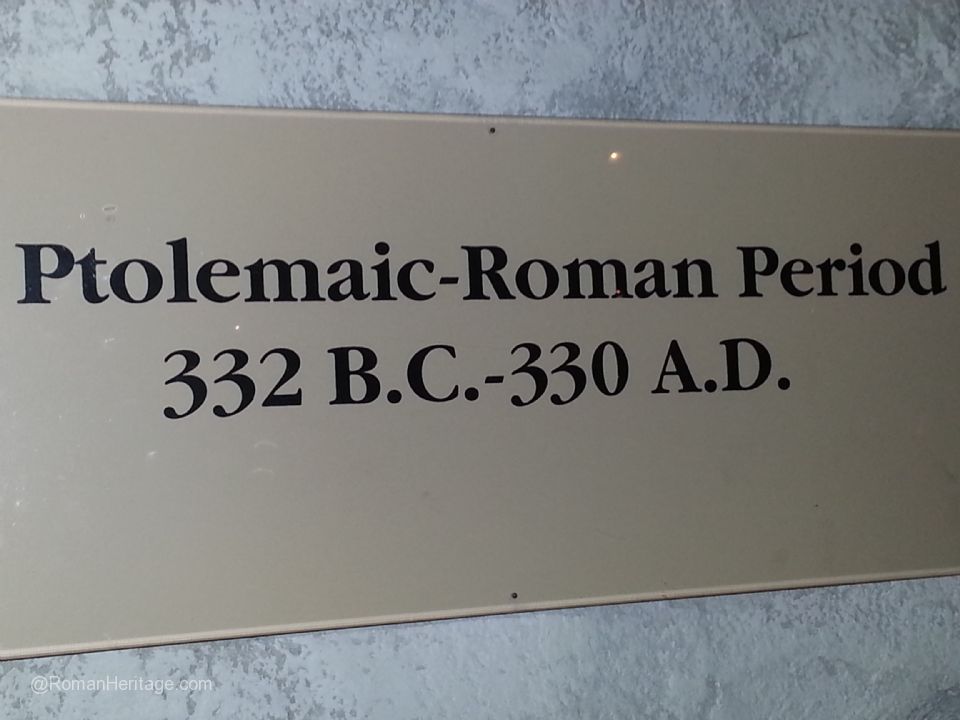 Ptolemaic-Roman Period
332 B.C.-330 A.D.
@RomanHeritage.com